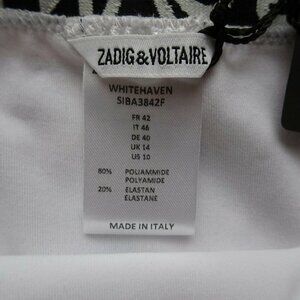 ZADIG&VOLTAIRE
WHITEHAVEN
SIBA3842F
FR 42
IT 46
DE 40
UK 14
US 10
80% POLIAMMIDE
POLYAMIDE
20% ELASTAN
ELASTANE
MADE IN ITALY